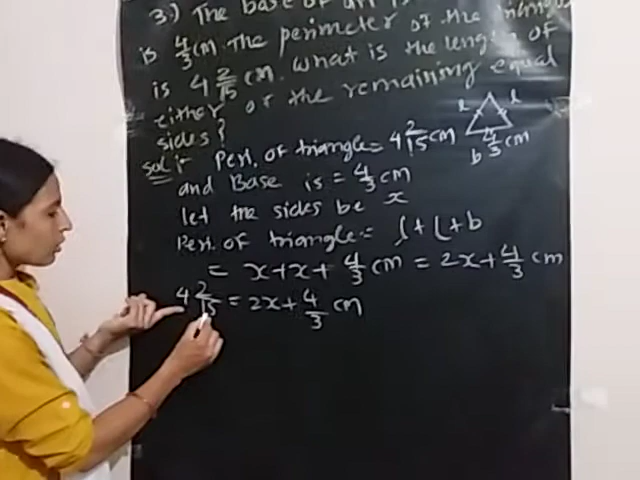 3.) The base of an
is 4/3 cm. The perimeter of the triangle
is 4 2/15 cm. What is the length of
either of the remaining equal
sides?
Solⁿ: Peri. of triangle = 4 2/15 cm
l l
b 4/3 cm
and Base is = 4/3 cm
let the sides be x
Peri. of triangle = l + l + b
= x+x+ 4/3 cm = 2x+ 4/3 cm
4 2/15 = 2x+ 4/3 cm